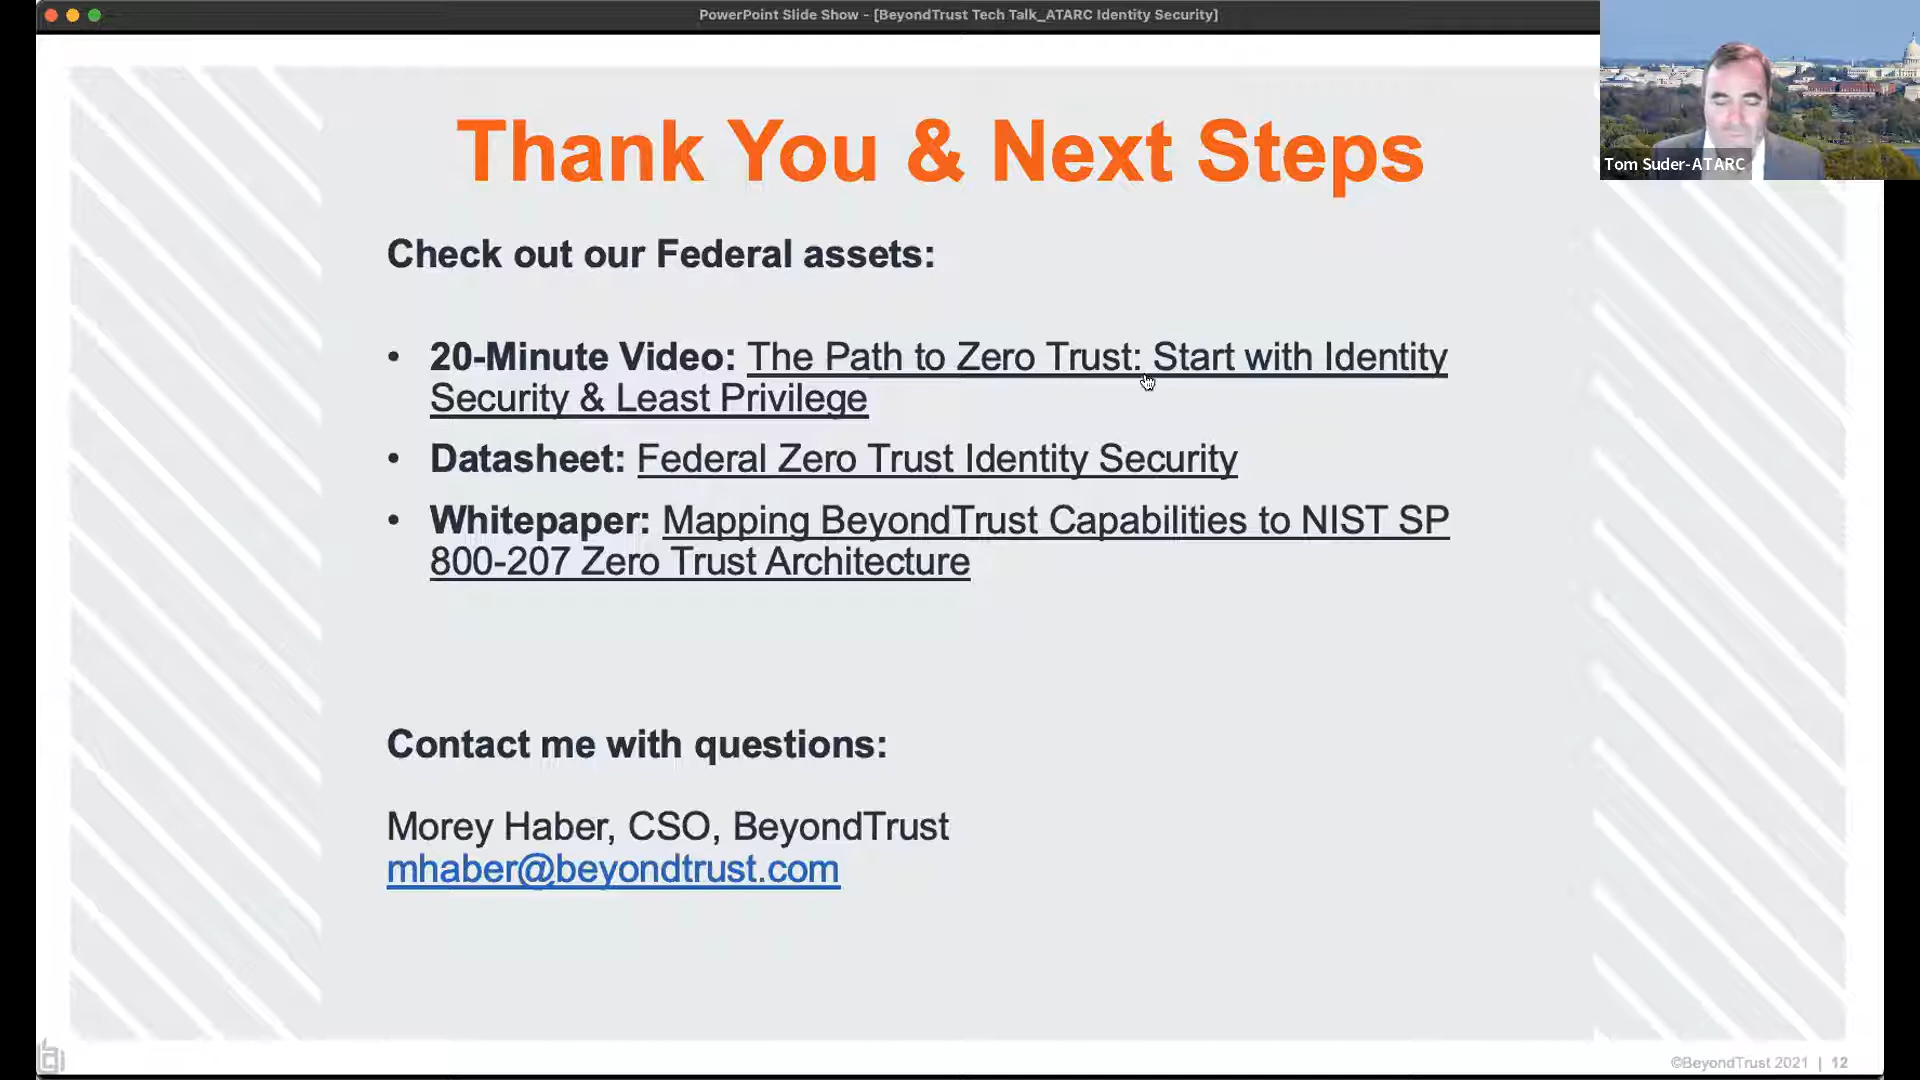 PowerPoint Slide Show - [BeyondTrust Tech Talk_ATARC Identity Security]
Tom Suder-ATARC
Thank You & Next Steps
Check out our Federal assets:
• 20-Minute Video: The Path to Zero Trust: Start with Identity
Security & Least Privilege
• Datasheet: Federal Zero Trust Identity Security
• Whitepaper: Mapping BeyondTrust Capabilities to NIST SP
800-207 Zero Trust Architecture
Contact me with questions:
Morey Haber, CSO, BeyondTrust
mhaber@beyondtrust.com
©BeyondTrust 2021 | 12